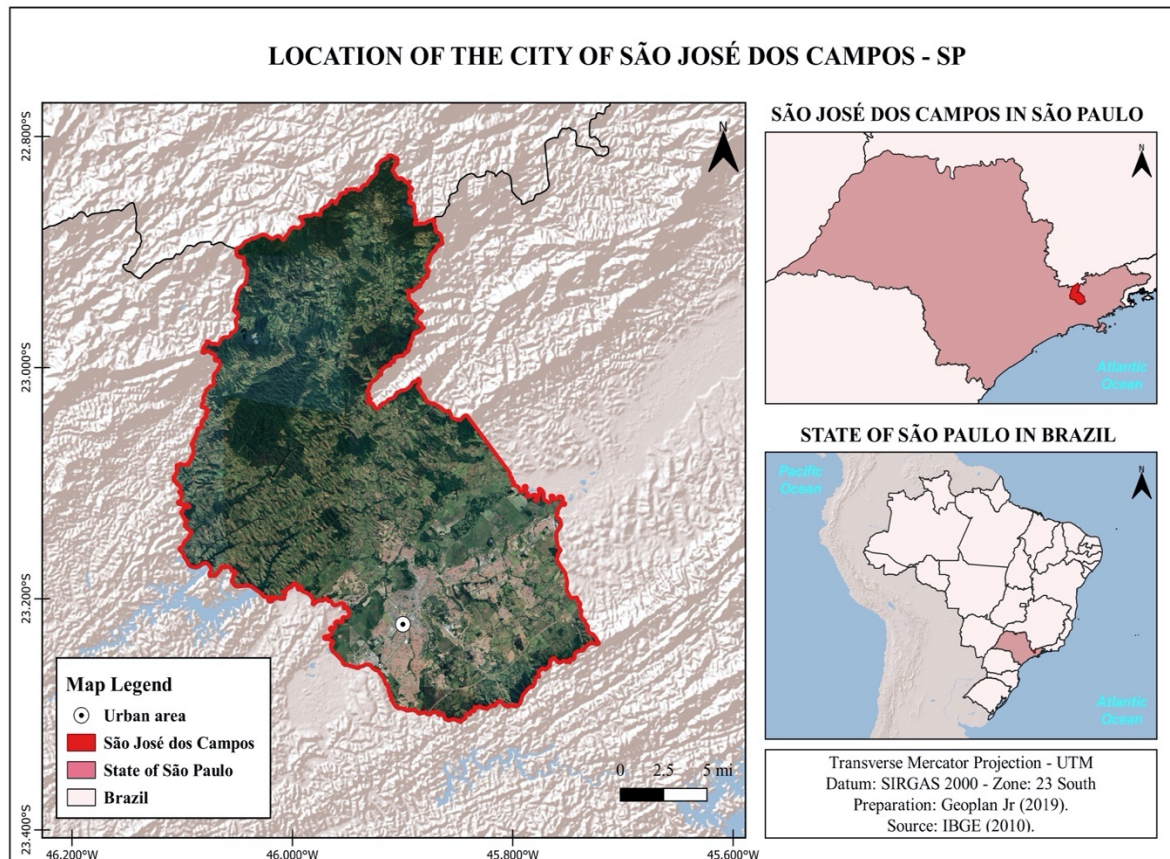 LOCATION OF THE CITY OF SÃO JOSÉ DOS CAMPOS - SP
22.800°S
23.000°S
23.200°S
23.400°S
46.200°W
46.000°W
45.800°W
45.600°W
N
Map Legend
Urban area
São José dos Campos
State of São Paulo
Brazil
0 2.5 5 mi
SÃO JOSÉ DOS CAMPOS IN SÃO PAULO
N
Atlantic
Ocean
STATE OF SÃO PAULO IN BRAZIL
Pacific
Ocean
N
Atlantic
Ocean
Transverse Mercator Projection - UTM
Datum: SIRGAS 2000 - Zone: 23 South
Preparation: Geoplan Jr (2019).
Source: IBGE (2010).